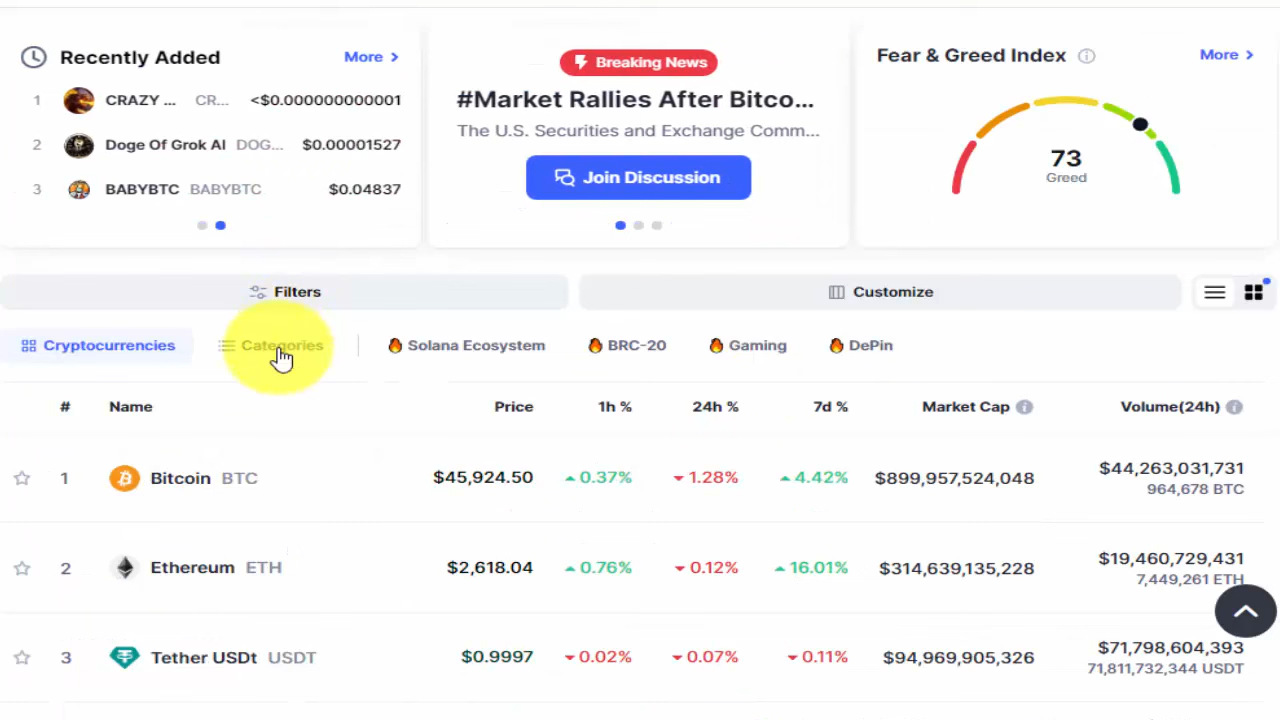 Recently Added More >
1 CRAZY ... CR... <$0.000000000001
2 Doge Of Grok AI DOG... $0.00001527
3 BABYBTC BABYBTC $0.04837
Breaking News
#Market Rallies After Bitco...
The U.S. Securities and Exchange Comm...
Join Discussion
Fear & Greed Index More >
73
Greed
Filters Customize
Cryptocurrencies Categories Solana Ecosystem BRC-20 Gaming DePin
# Name Price 1h % 24h % 7d % Market Cap Volume(24h)
1 Bitcoin BTC $45,924.50 0.37% 1.28% 4.42% $899,957,524,048 $44,263,031,731
964,678 BTC
2 Ethereum ETH $2,618.04 0.76% 0.12% 16.01% $314,639,135,228 $19,460,729,431
7,449,261 ETH
3 Tether USDt USDT $0.9997 0.02% 0.07% 0.11% $94,969,905,326 $71,798,604,393
71,811,732,344 USDT